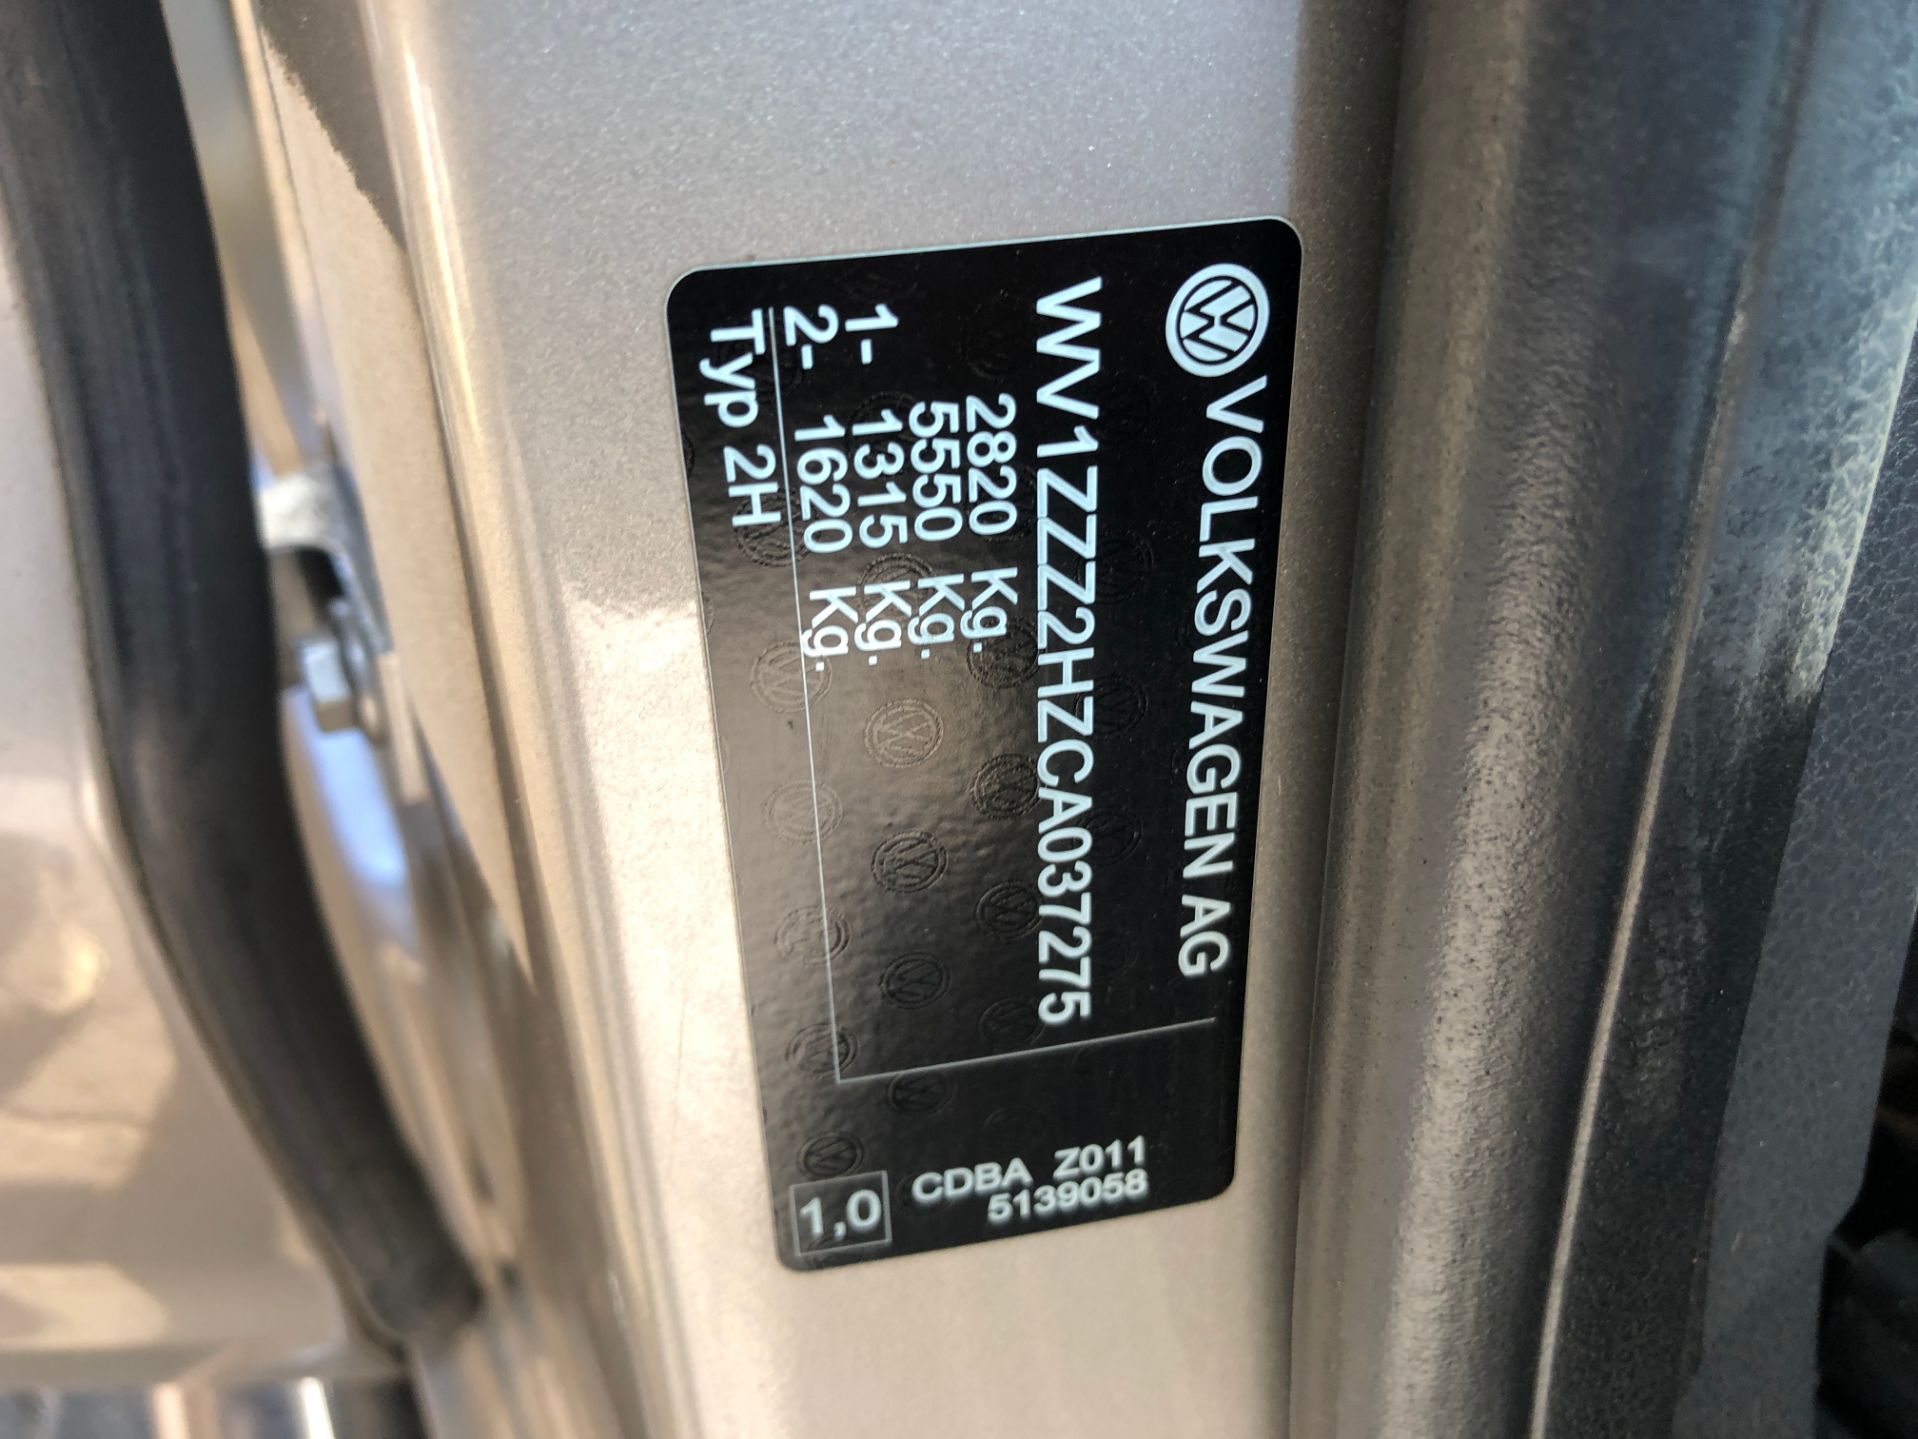 VOLKSWAGEN AG
WV1ZZZ2HZCA037275
2820 Kg.
5550 Kg.
1- 1315 Kg.
2- 1620 Kg.
Typ 2H
CDBA Z011
5139058
1,0